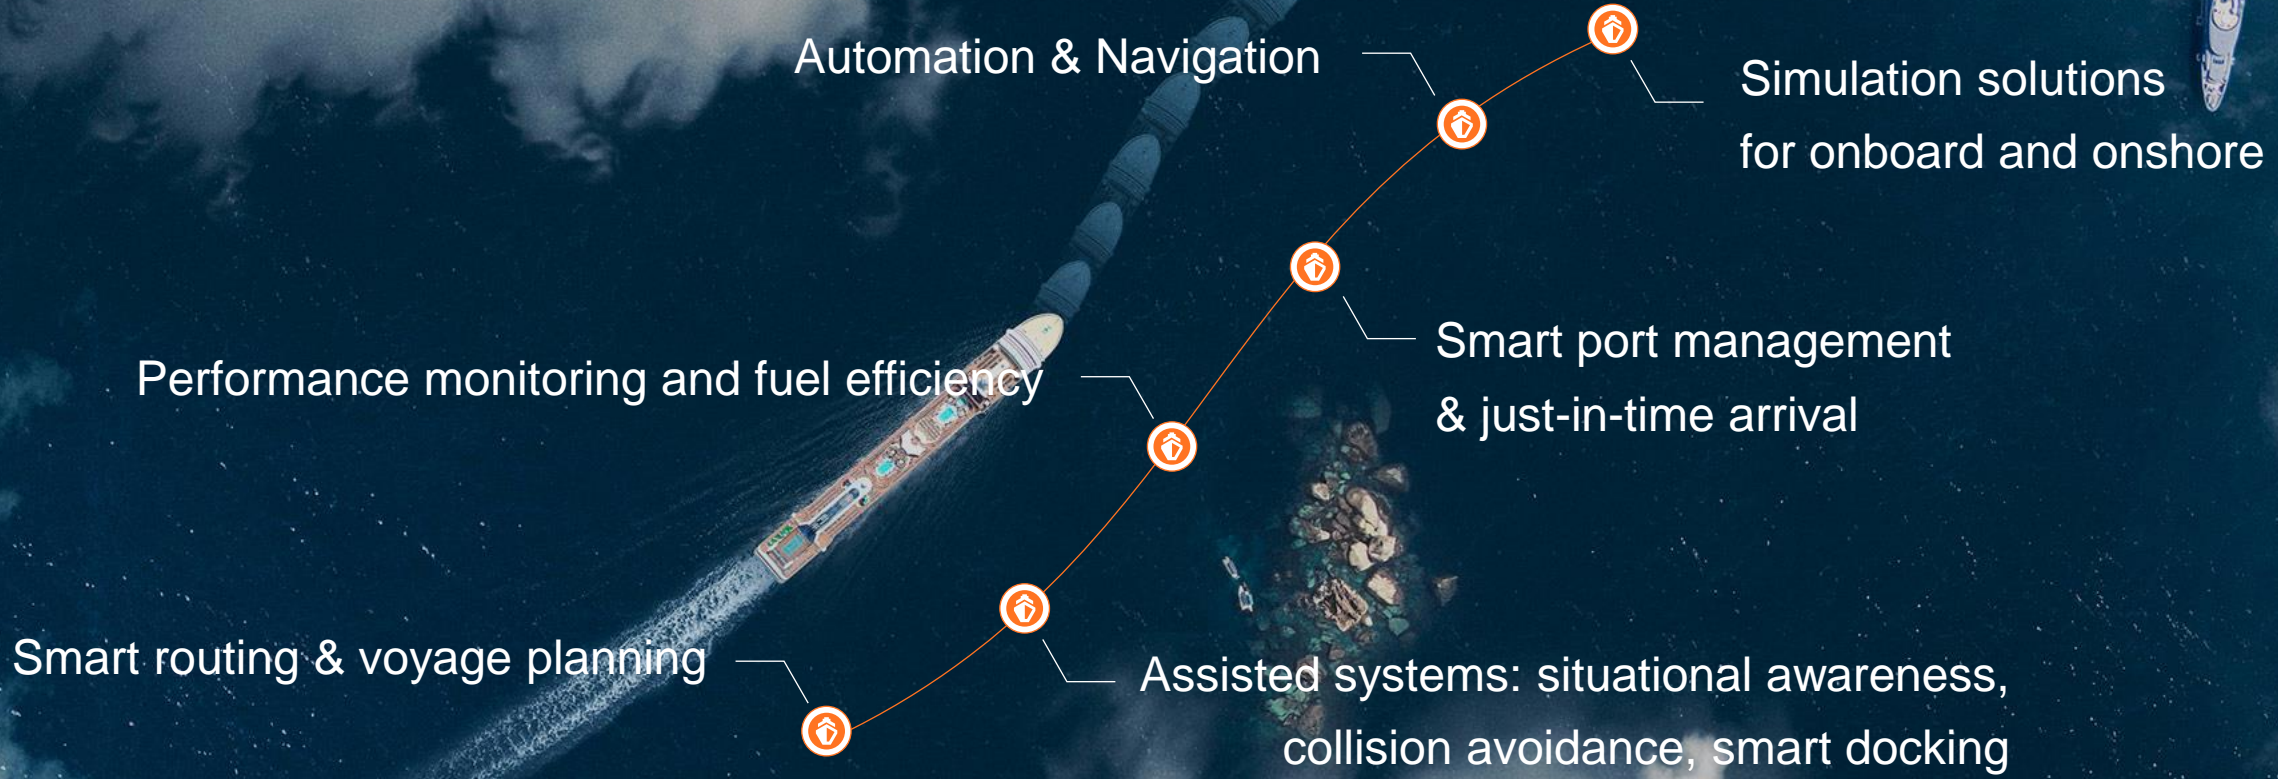 Automation & Navigation
Simulation solutions
for onboard and onshore
Smart port management
& just-in-time arrival
Performance monitoring and fuel efficiency
Smart routing & voyage planning
Assisted systems: situational awareness,
collision avoidance, smart docking